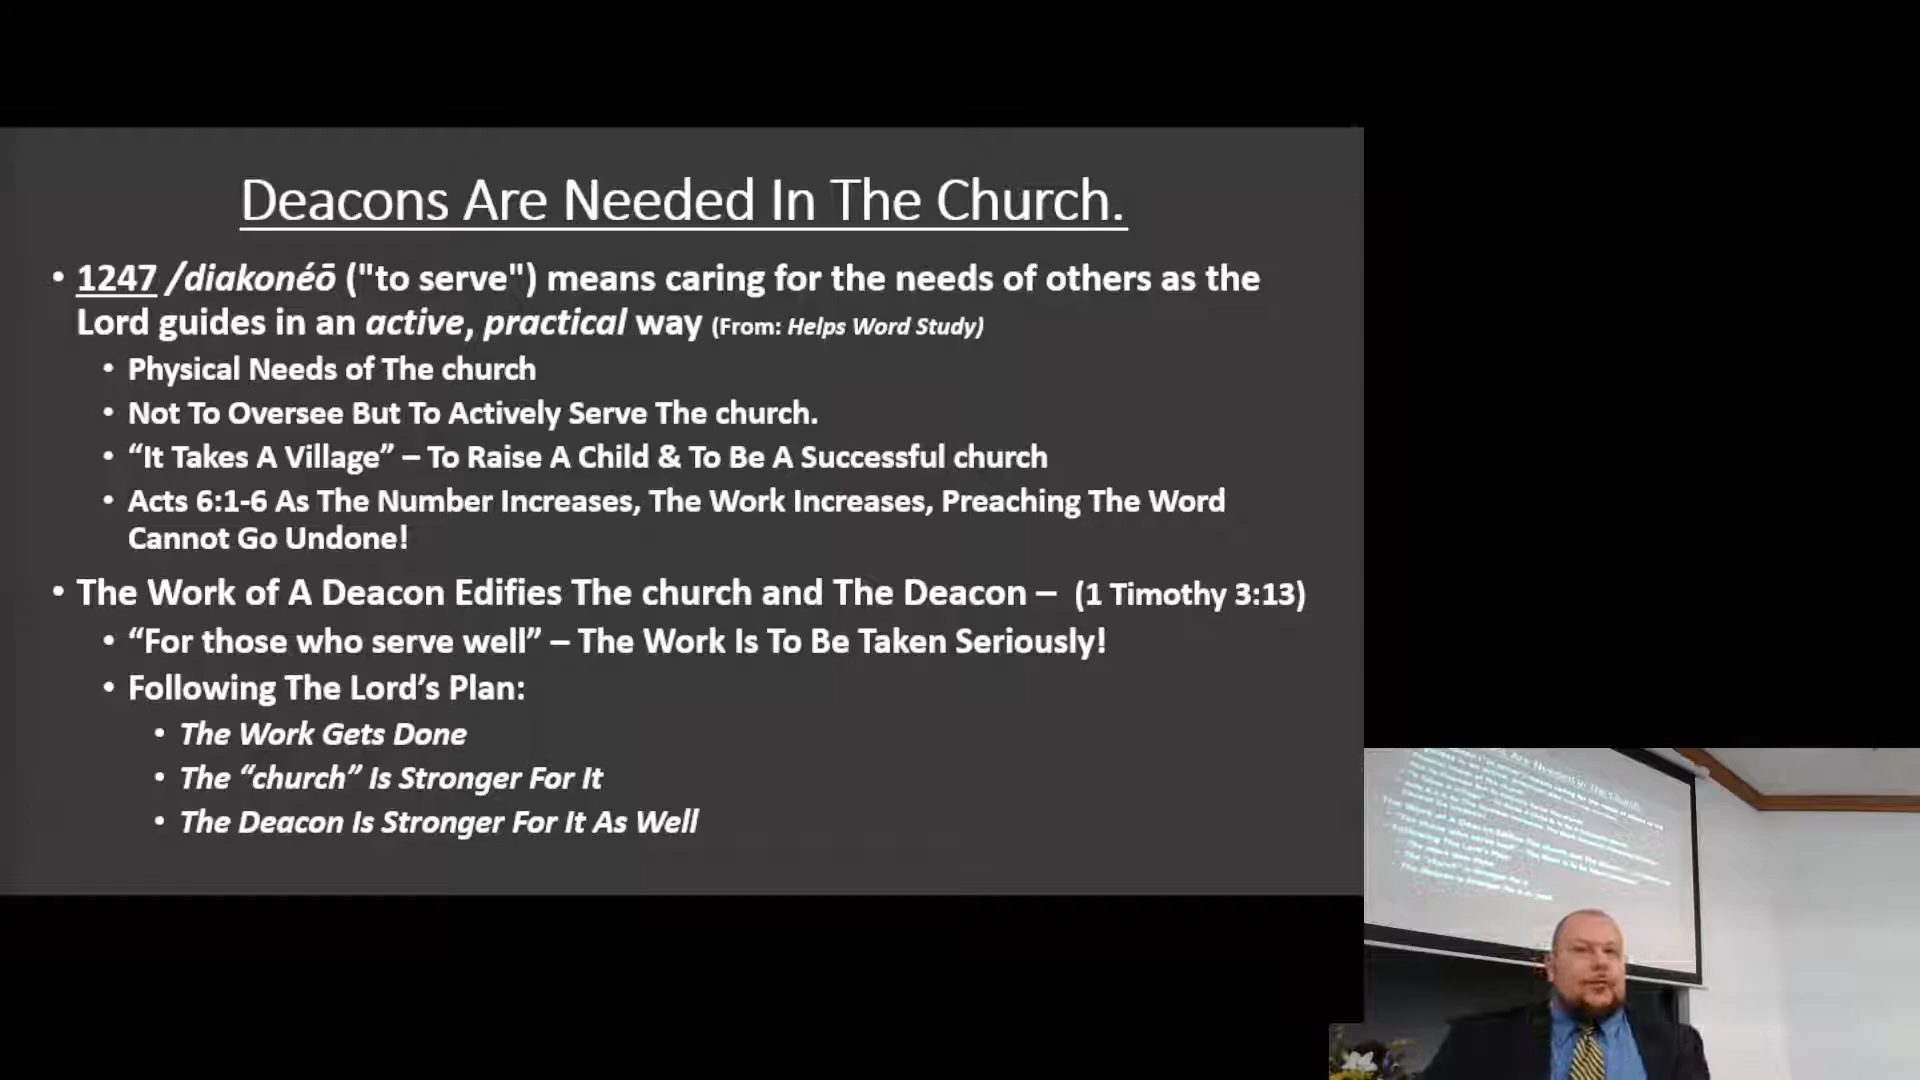 Deacons Are Needed In The Church.
• 1247 /diakonéō ("to serve") means caring for the needs of others as the
Lord guides in an active, practical way (From: Helps Word Study)
• Physical Needs of The church
• Not To Oversee But To Actively Serve The church.
• “It Takes A Village” – To Raise A Child & To Be A Successful church
• Acts 6:1-6 As The Number Increases, The Work Increases, Preaching The Word
Cannot Go Undone!
• The Work of A Deacon Edifies The church and The Deacon – (1 Timothy 3:13)
• “For those who serve well” – The Work Is To Be Taken Seriously!
• Following The Lord’s Plan:
• The Work Gets Done
• The “church” Is Stronger For It
• The Deacon Is Stronger For It As Well
Are Needed In The Church